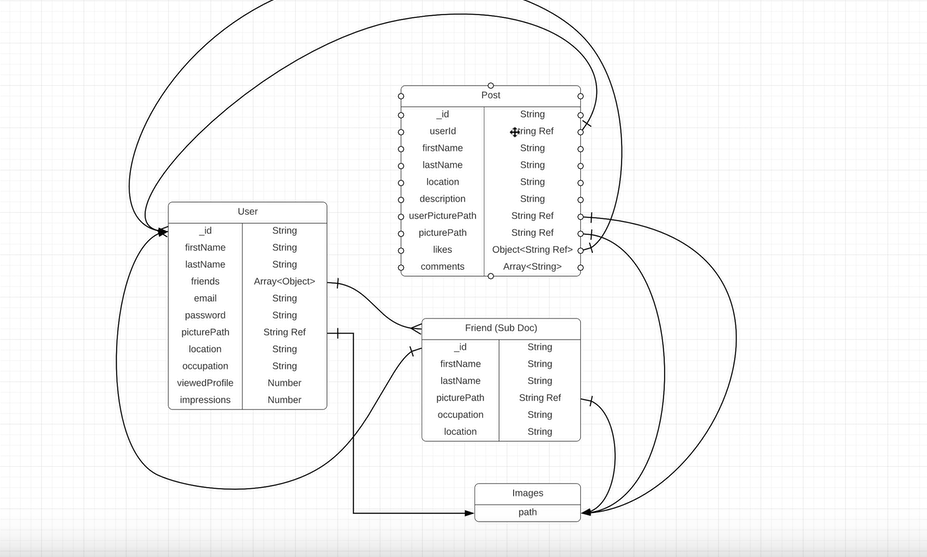 Post
_id String
userId ring Ref
firstName String
lastName String
location String
description String
userPicturePath String Ref
picturePath String Ref
likes Object<String Ref>
comments Array<String>
User
_id String
firstName String
lastName String
friends Array<Object>
email String
password String
picturePath String Ref
location String
occupation String
viewedProfile Number
impressions Number
Friend (Sub Doc)
_id String
firstName String
lastName String
picturePath String Ref
occupation String
location String
Images
path